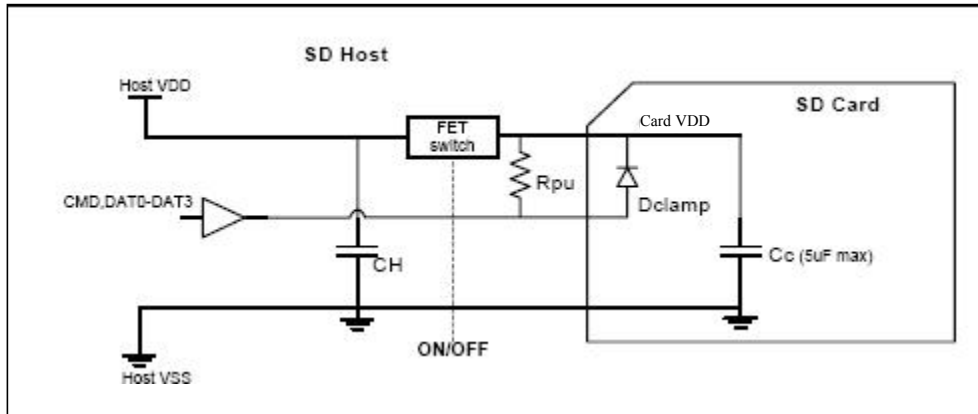 SD Host
Host VDD
SD Card
FET
switch
Card VDD
Rpu
CMD,DAT0-DAT3
Dclamp
CH
Cc (5uF max)
ON/OFF
Host VSS